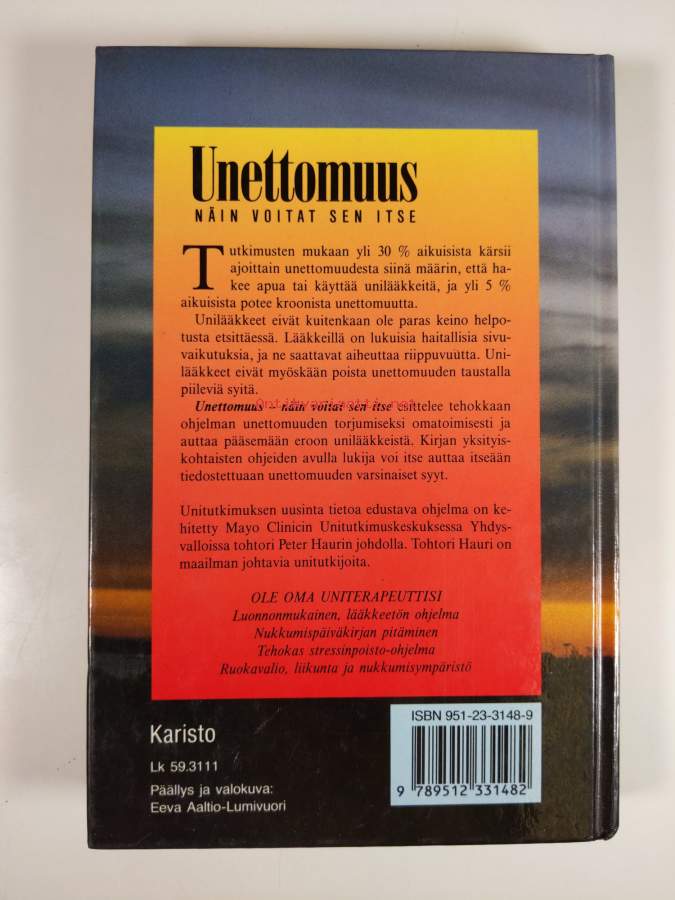 Unettomuus
NÄIN VOITAT SEN ITSE
Tutkimusten mukaan yli 30 % aikuisista kärsii
ajoittain unettomuudesta siinä määrin, että ha-
kee apua tai käyttää unilääkkeitä, ja yli 5 %
aikuisista potee kroonista unettomuutta.
Unilääkkeet eivät kuitenkaan ole paras keino helpo-
tusta etsittäessä. Lääkkeillä on lukuisia haitallisia sivu-
vaikutuksia, ja ne saattavat aiheuttaa riippuvuutta. Uni-
lääkkeet eivät myöskään poista unettomuuden taustalla
piileviä syitä.
Antikvariaatti.net
Unettomuus – näin voitat sen itse esittelee tehokkaan
ohjelman unettomuuden torjumiseksi omatoimisesti ja
auttaa pääsemään eroon unilääkkeistä. Kirjan yksityis-
kohtaisten ohjeiden avulla lukija voi itse auttaa itseään
tiedostettuaan unettomuuden varsinaiset syyt.
Unitutkimuksen uusinta tietoa edustava ohjelma on ke-
hitetty Mayo Clinicin Unitutkimuskeskuksessa Yhdys-
valloissa tohtori Peter Haurin johdolla. Tohtori Hauri on
maailman johtavia unitutkijoita.
OLE OMA UNITERAPEUTTISI
Luonnonmukainen, lääkkeetön ohjelma
Nukkumispäiväkirjan pitäminen
Tehokas stressinpoisto-ohjelma
Ruokavalio, liikunta ja nukkumisympäristö
Karisto
Lk 59.3111
Päällys ja valokuva:
Eeva Aaltio-Lumivuori
ISBN 951-23-3148-9
9 789512 331482